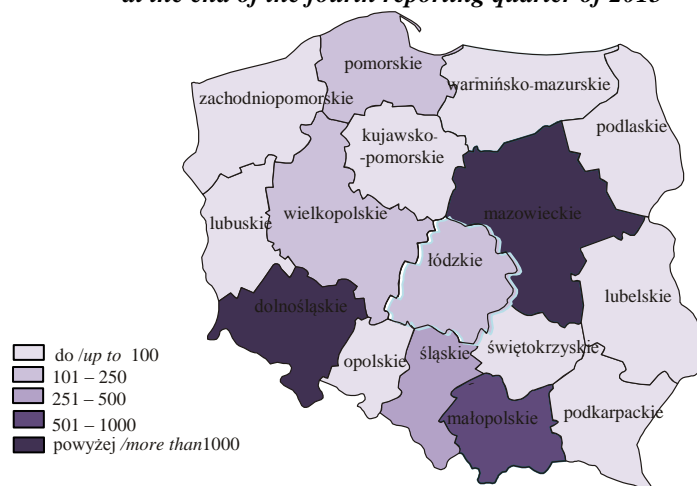 at the end of the fourth reporting quarter of 2015
pomorskie
warmińsko-mazurskie
zachodniopomorskie
podlaskie
kujawsko-
-pomorskie
wielkopolskie
mazowieckie
lubuskie
łódzkie
lubelskie
dolnośląskie
opolskie
śląskie
świętokrzyskie
małopolskie
podkarpackie
do /up to 100
101 – 250
251 – 500
501 – 1000
powyżej /more than1000